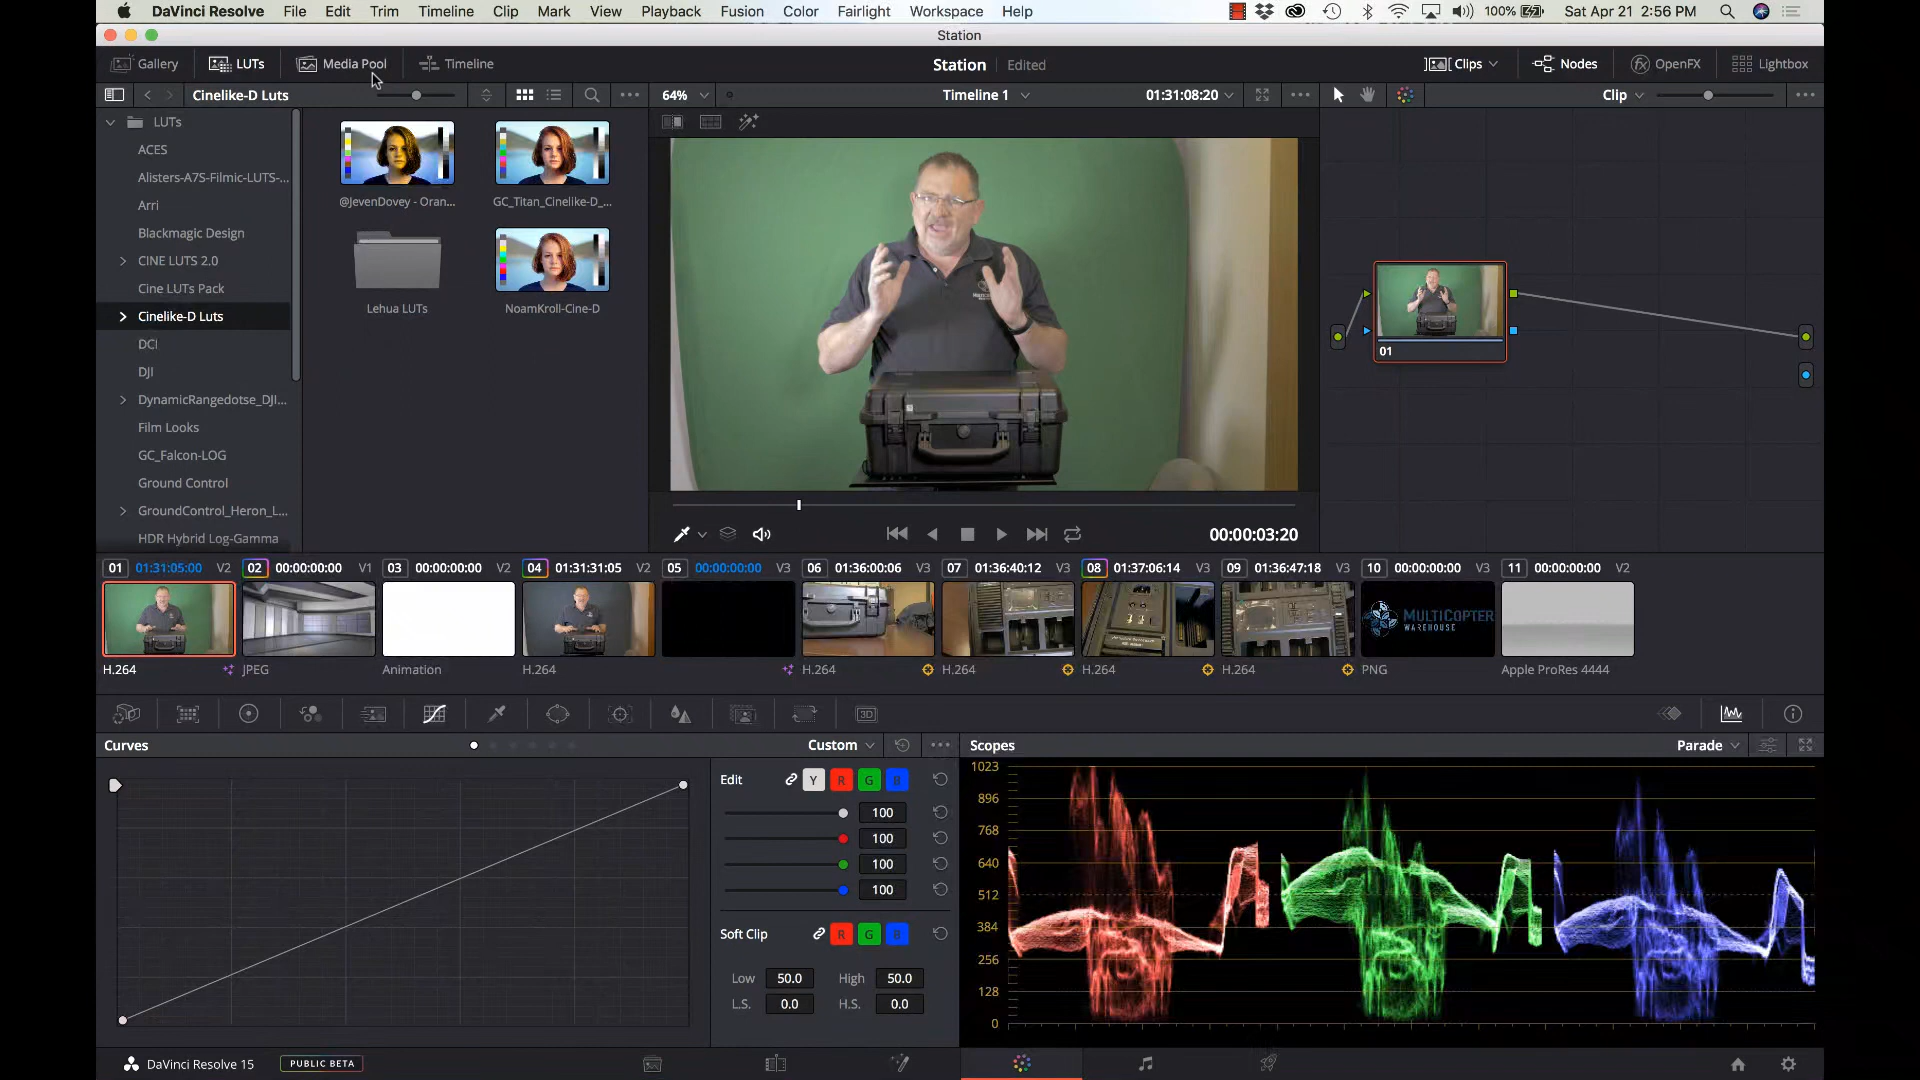 DaVinci Resolve File Edit Trim Timeline Clip Mark View Playback Fusion Color Fairlight Workspace Help 100% Sat Apr 21 2:56 PM
Station
Gallery LUTs Media Pool Timeline Station Edited Clips Nodes OpenFX Lightbox
Cinelike-D Luts 64% Timeline 1 01:31:08:20 Clip
LUTs
ACES
Alisters-A7S-Filmic-LUTS-...
Arri
Blackmagic Design
CINE LUTS 2.0
Cine LUTs Pack
Cinelike-D Luts
DCI
DJI
DynamicRangedotse_DJI...
Film Looks
GC_Falcon-LOG
Ground Control
GroundControl_Heron_L...
HDR Hybrid Log-Gamma
@JevenDovey - Oran... GC_Titan_Cinelike-D_...
Lehua LUTs NoamKroll-Cine-D
01
00:00:03:20
01 01:31:05:00 V2 02 00:00:00:00 V1 03 00:00:00:00 V2 04 01:31:31:05 V2 05 00:00:00:00 V3 06 01:36:00:06 V3 07 01:36:40:12 V3 08 01:37:06:14 V3 09 01:36:47:18 V3 10 00:00:00:00 V3 11 00:00:00:00 V2
MULTICOPTER
WAREHOUSE
H.264 JPEG Animation H.264 H.264 H.264 H.264 H.264 PNG Apple ProRes 4444
3D
Curves Custom Scopes Parade
Edit Y R G B
100
100
100
100
Soft Clip R G B
Low 50.0 High 50.0
L.S. 0.0 H.S. 0.0
1023
896
768
640
512
384
256
128
0
DaVinci Resolve 15 PUBLIC BETA